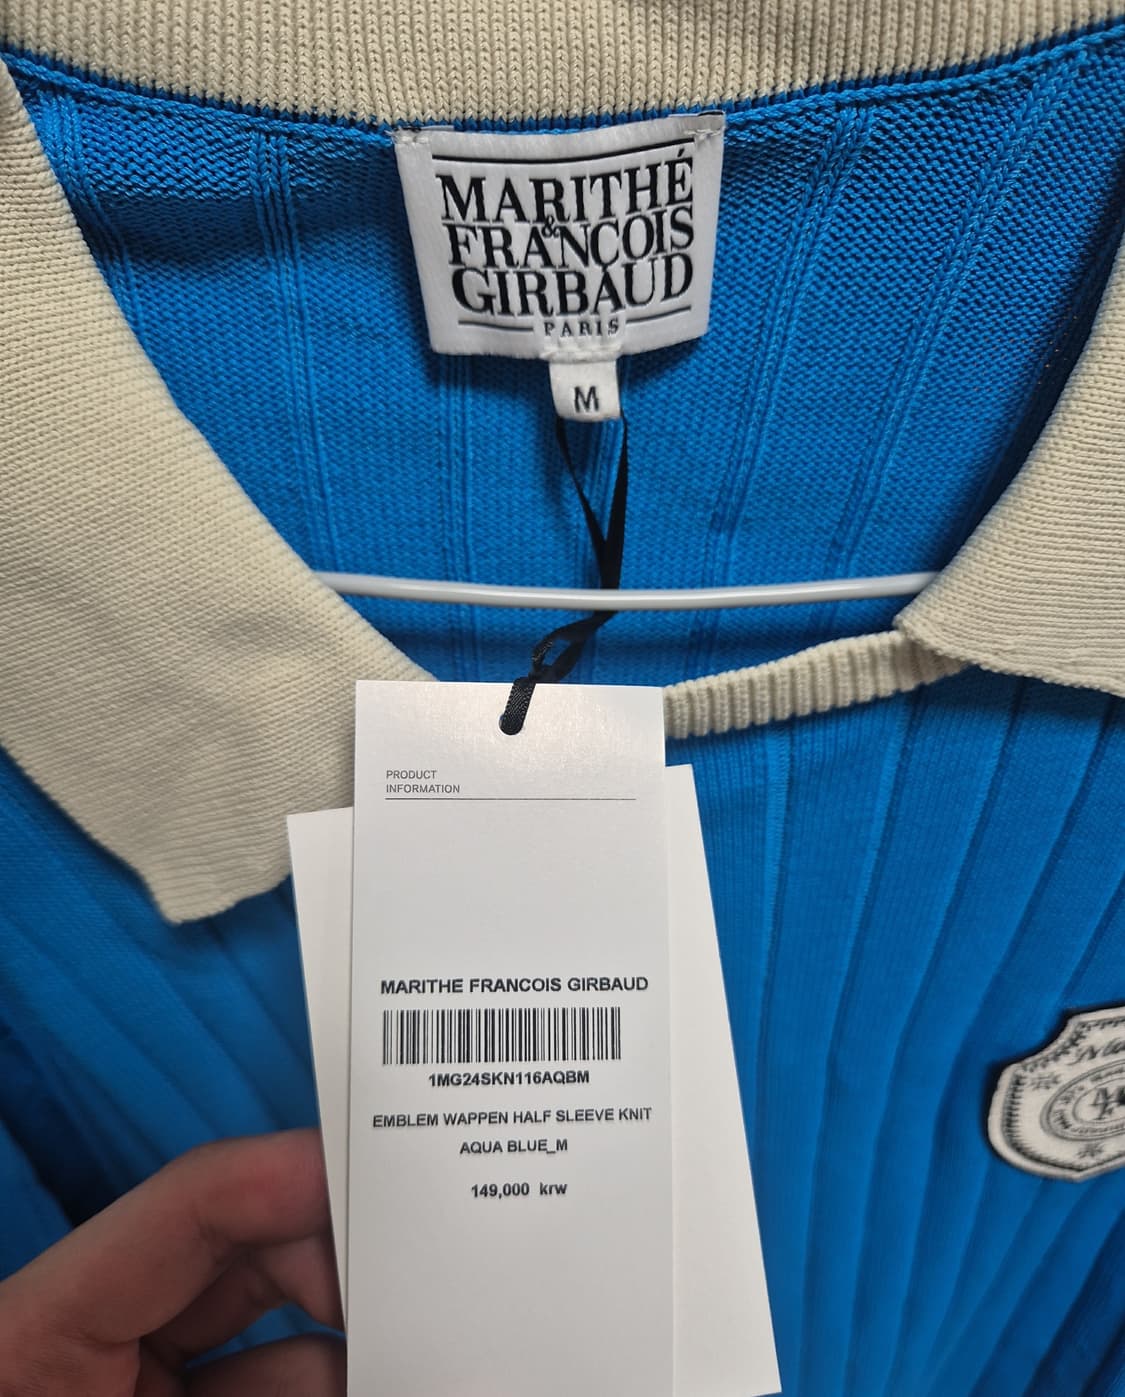 MARITHÉ
&
FRANCOIS
GIRBAUD
PARIS
M
PRODUCT
INFORMATION
MARITHE FRANCOIS GIRBAUD
1MG24SKN116AQBM
EMBLEM WAPPEN HALF SLEEVE KNIT
AQUA BLUE_M
149,000 krw